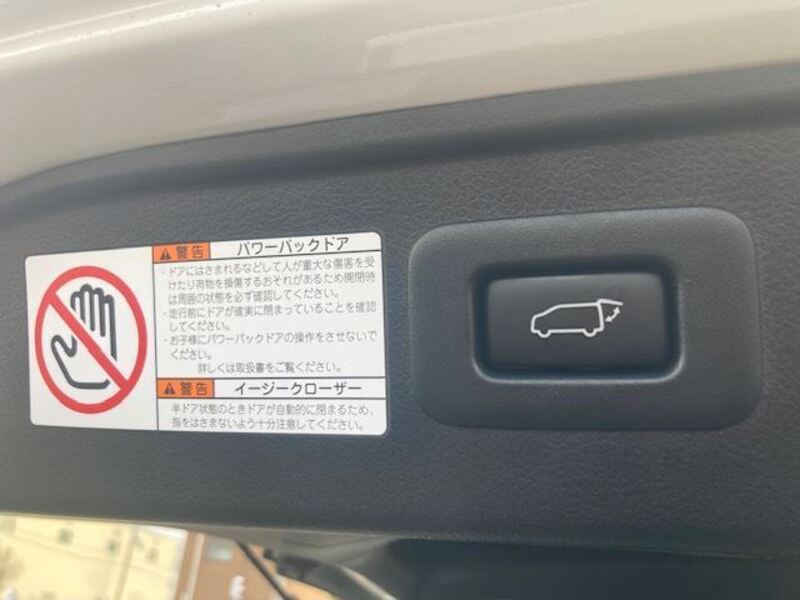 警告 パワーバックドア
・ドアにはさまれるなどして人が重大な傷害を受
けたり荷物を損傷するおそれがあるため開閉時
は周囲の状態を必ず確認してください。
・走行前にドアが確実に閉まっていることを確認
してください。
・お子様にパワーバックドアの操作をさせないで
ください。
詳しくは取扱書をご覧ください。
警告 イージークローザー
半ドア状態のときドアが自動的に閉まるため、
指をはさまないよう十分注意してください。